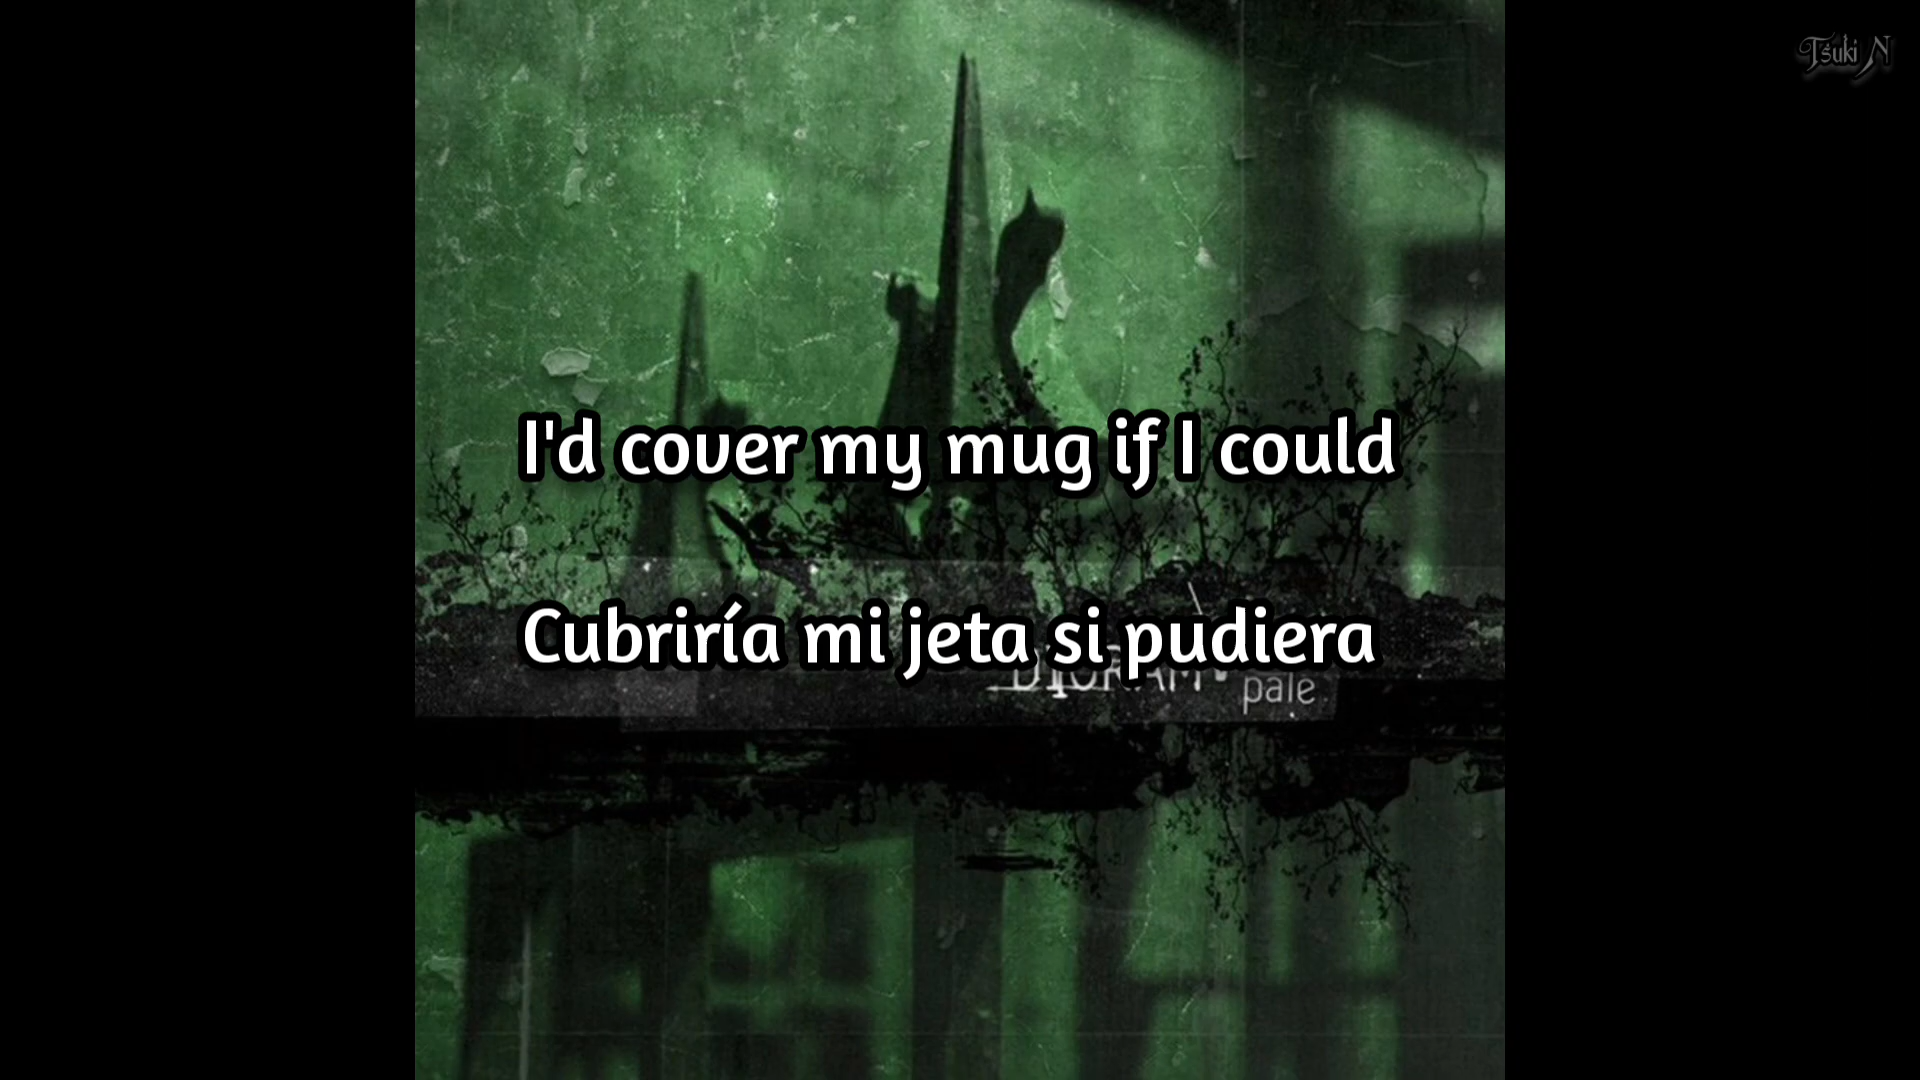 Tsuki N
I'd cover my mug if I could
Cubriría mi jeta si pudiera
pale